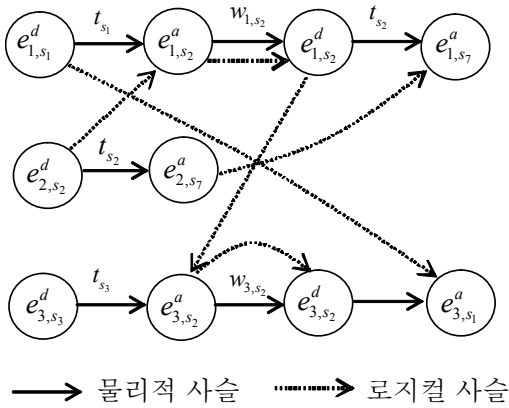 t_{s_1} w_{1,s_2} t_{s_2}
e^d_{1,s_1} e^a_{1,s_2} e^d_{1,s_2} e^a_{1,s_7}
t_{s_2}
e^d_{2,s_2} e^a_{2,s_7}
t_{s_3} w_{3,s_2}
e^d_{3,s_3} e^a_{3,s_2} e^d_{3,s_2} e^a_{3,s_1}
물리적 사슬 로지컬 사슬